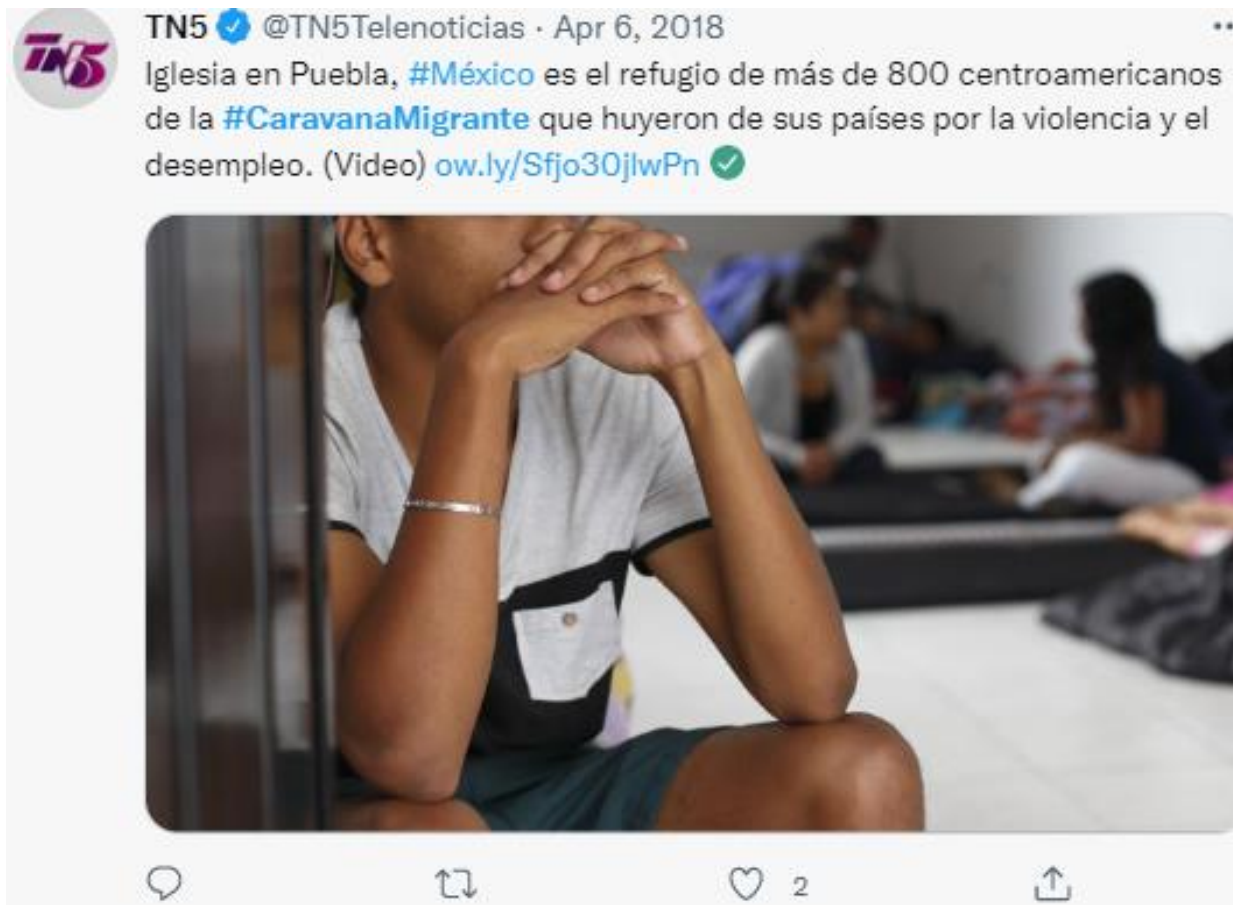 TN5 @TN5Telenoticias · Apr 6, 2018
TN5
Iglesia en Puebla, #México es el refugio de más de 800 centroamericanos
de la #CaravanaMigrante que huyeron de sus países por la violencia y el
desempleo. (Video) ow.ly/Sfjo30jlwPn
2